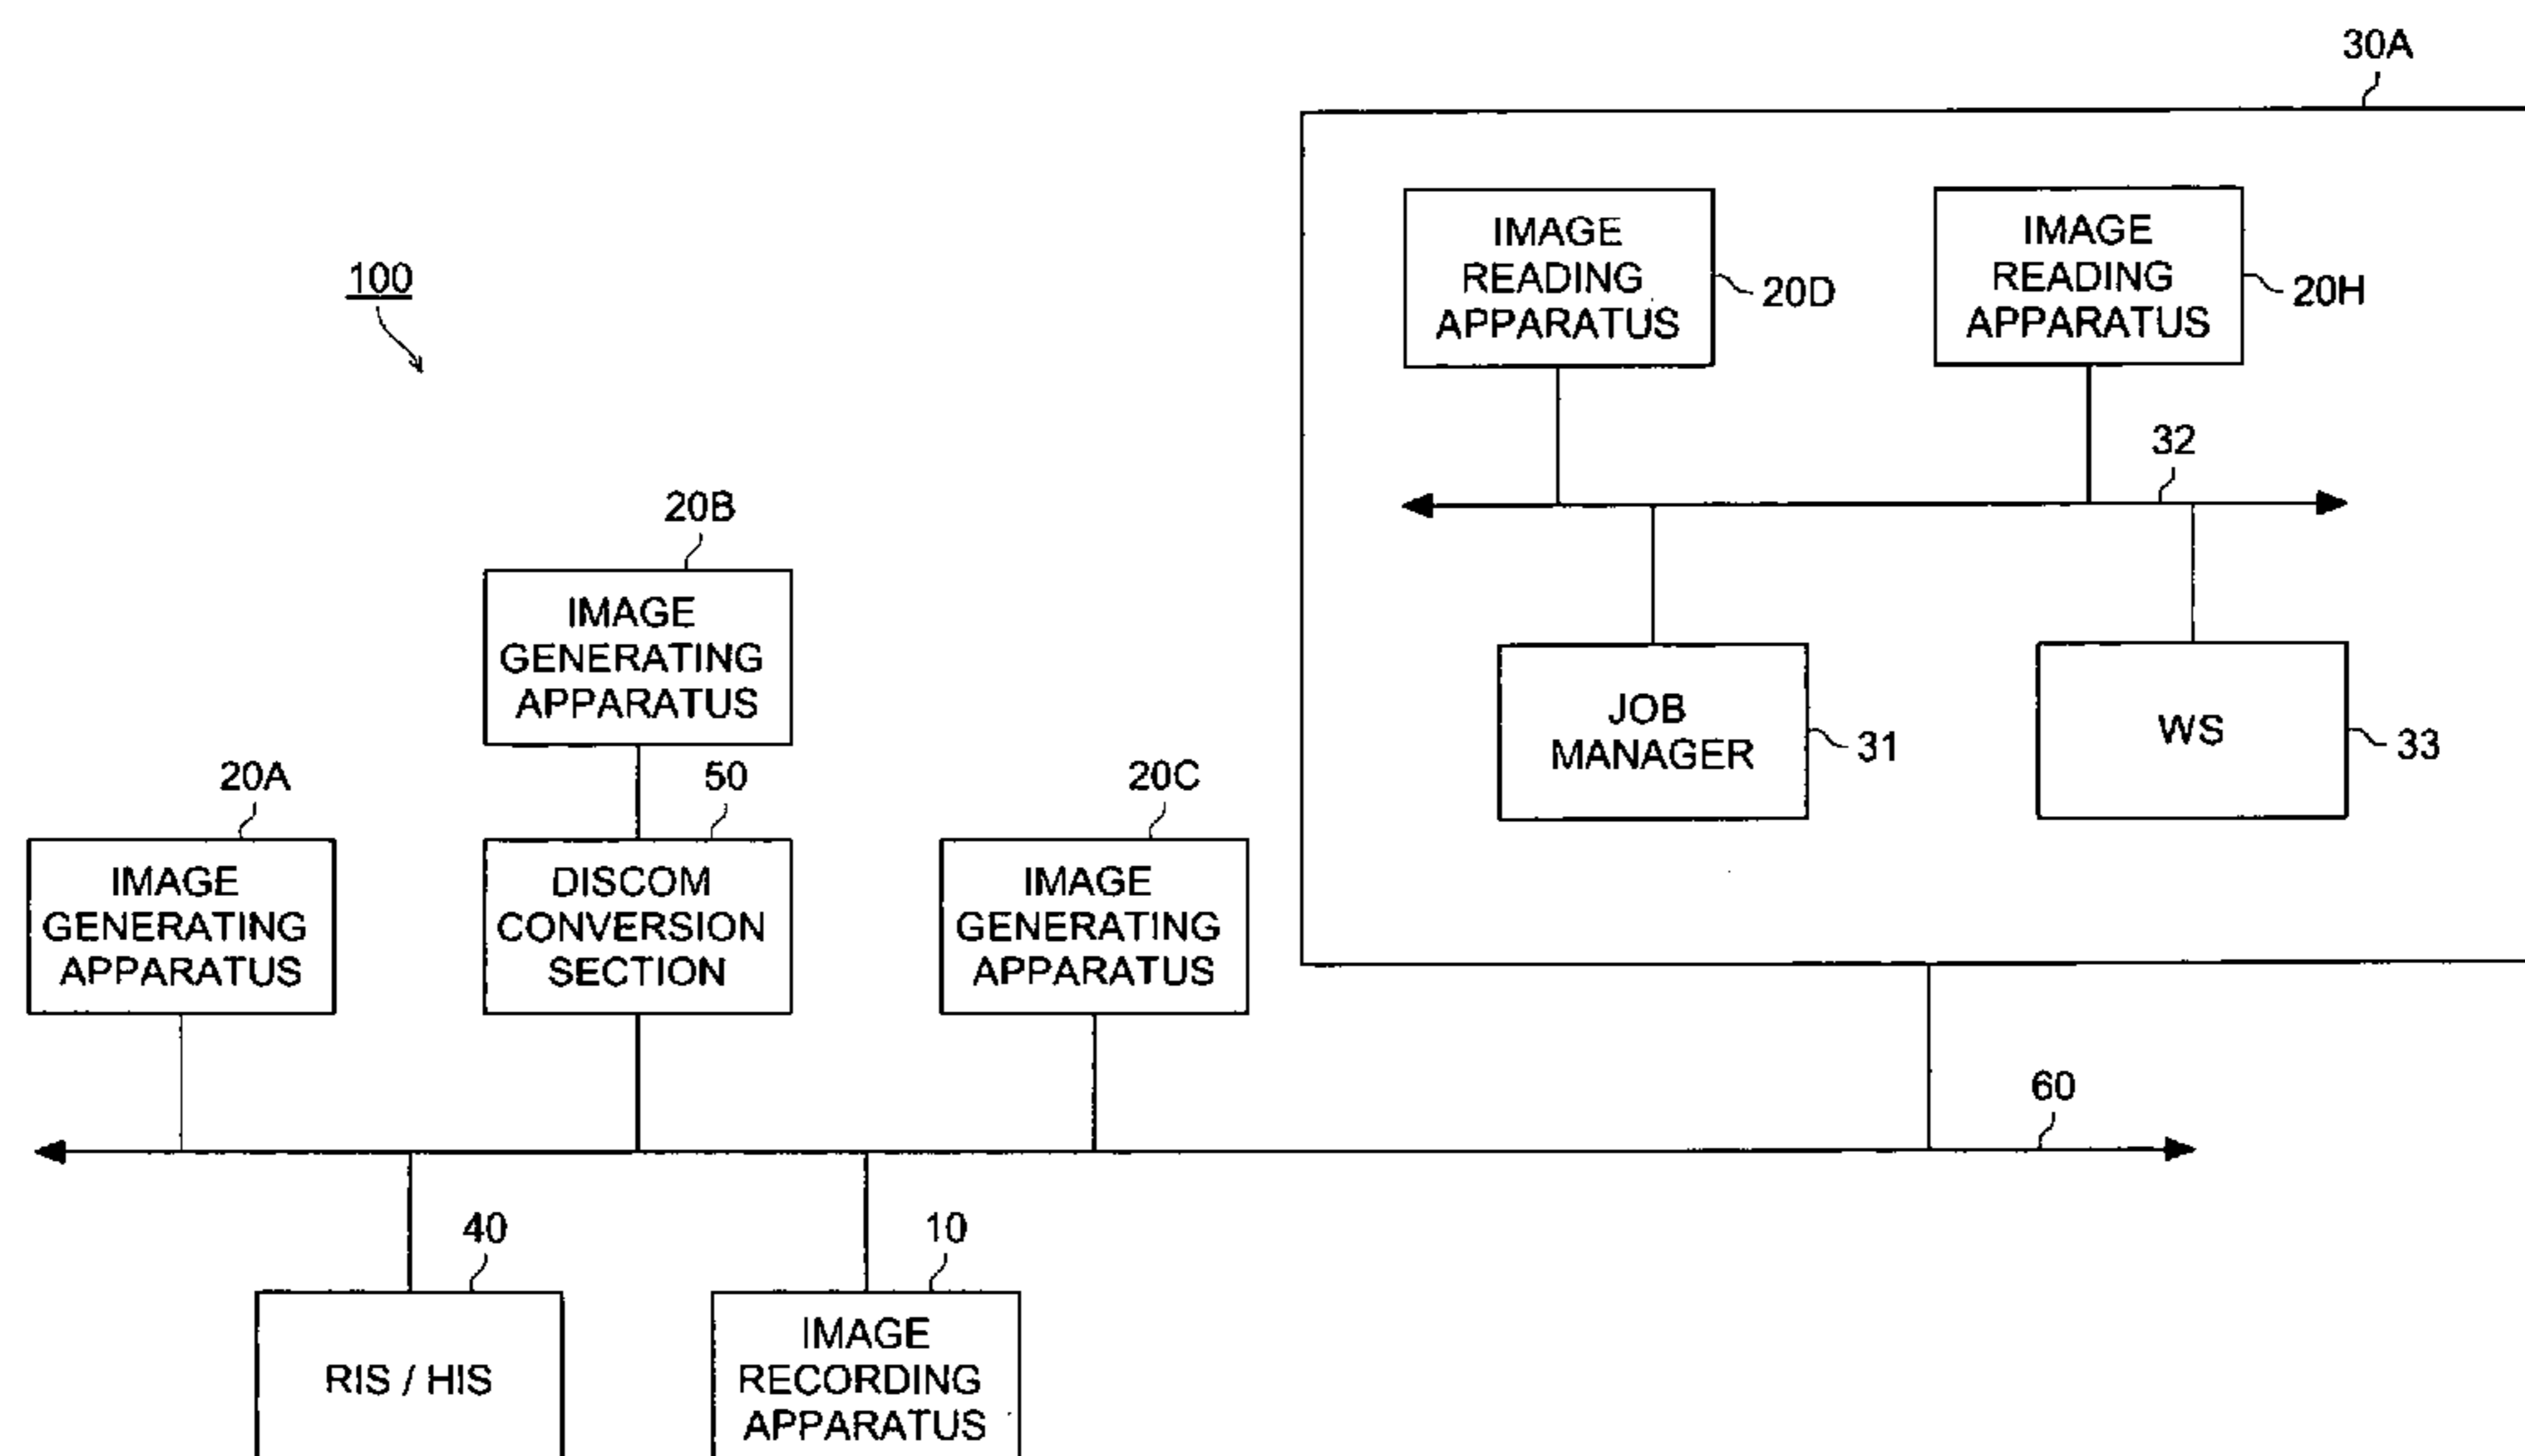 30A
IMAGE
READING
APPARATUS
20D
IMAGE
READING
APPARATUS
20H
100
32
20B
IMAGE
GENERATING
APPARATUS
JOB
MANAGER
31
WS
33
20A
50
20C
IMAGE
GENERATING
APPARATUS
DISCOM
CONVERSION
SECTION
IMAGE
GENERATING
APPARATUS
60
40
10
RIS / HIS
IMAGE
RECORDING
APPARATUS